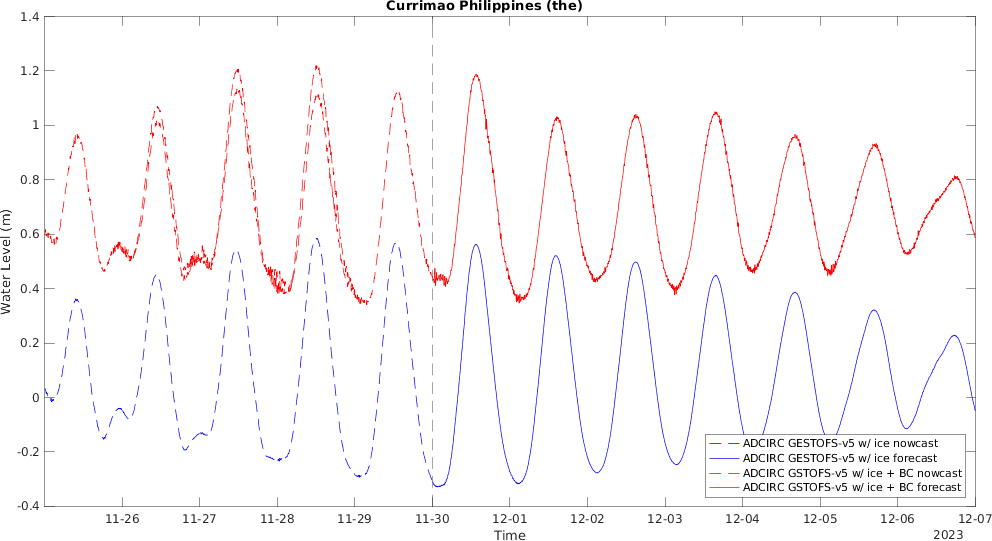 Currimao Philippines (the)
1.4
1.2
1
0.8
0.6
0.4
0.2
0
-0.2
-0.4
Water Level (m)
ADCIRC GESTOFS-v5 w/ ice nowcast
ADCIRC GESTOFS-v5 w/ ice forecast
ADCIRC GSTOFS-v5 w/ ice + BC nowcast
ADCIRC GSTOFS-v5 w/ ice + BC forecast
11-26 11-27 11-28 11-29 11-30 12-01 12-02 12-03 12-04 12-05 12-06 12-07
Time
2023